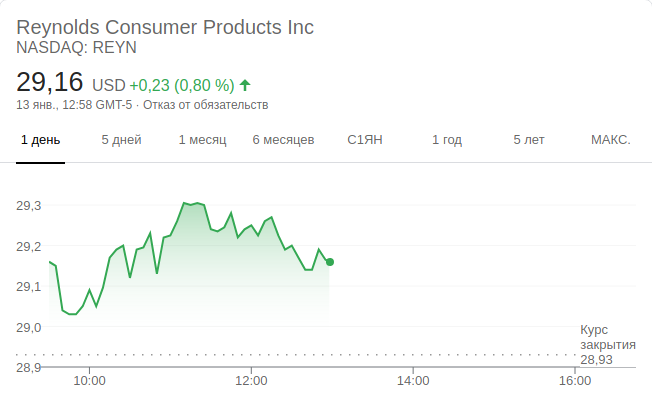 Reynolds Consumer Products Inc
NASDAQ: REYN
29,16 USD +0,23 (0,80 %)
13 янв., 12:58 GMT-5 · Отказ от обязательств
1 день 5 дней 1 месяц 6 месяцев С1ЯН 1 год 5 лет МАКС.
29,3
29,2
29,1
29,0
Курс
закрытия
28,93
28,9
10:00 12:00 14:00 16:00